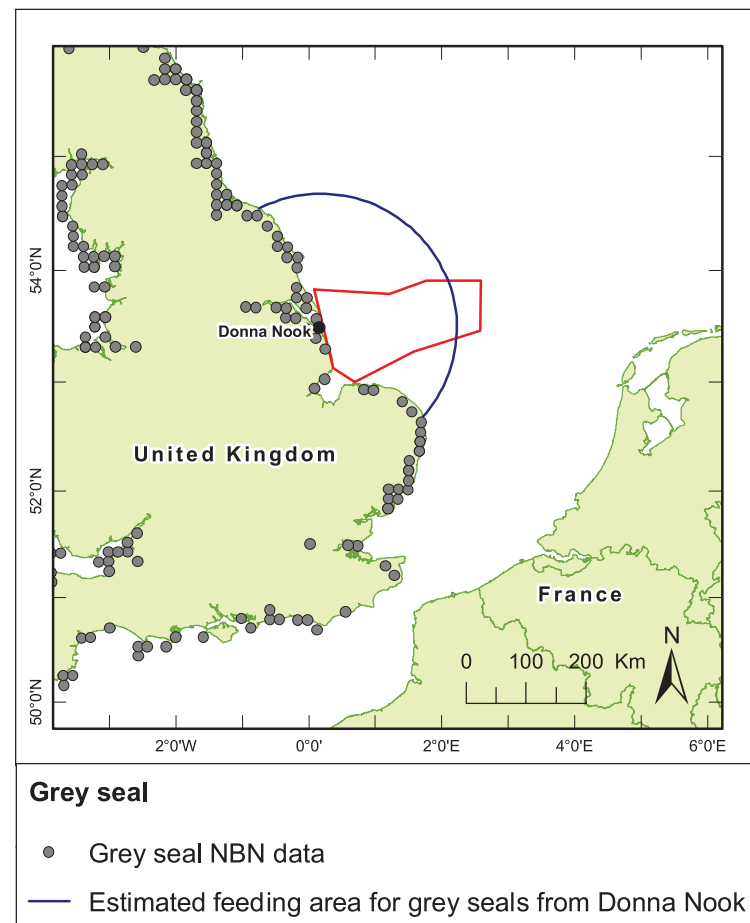 54°0'N
Donna Nook
United Kingdom
52°0'N
France
N
0 100 200 Km
50°0'N
2°0'W 0°0' 2°0'E 4°0'E 6°0'E
Grey seal
Grey seal NBN data
Estimated feeding area for grey seals from Donna Nook